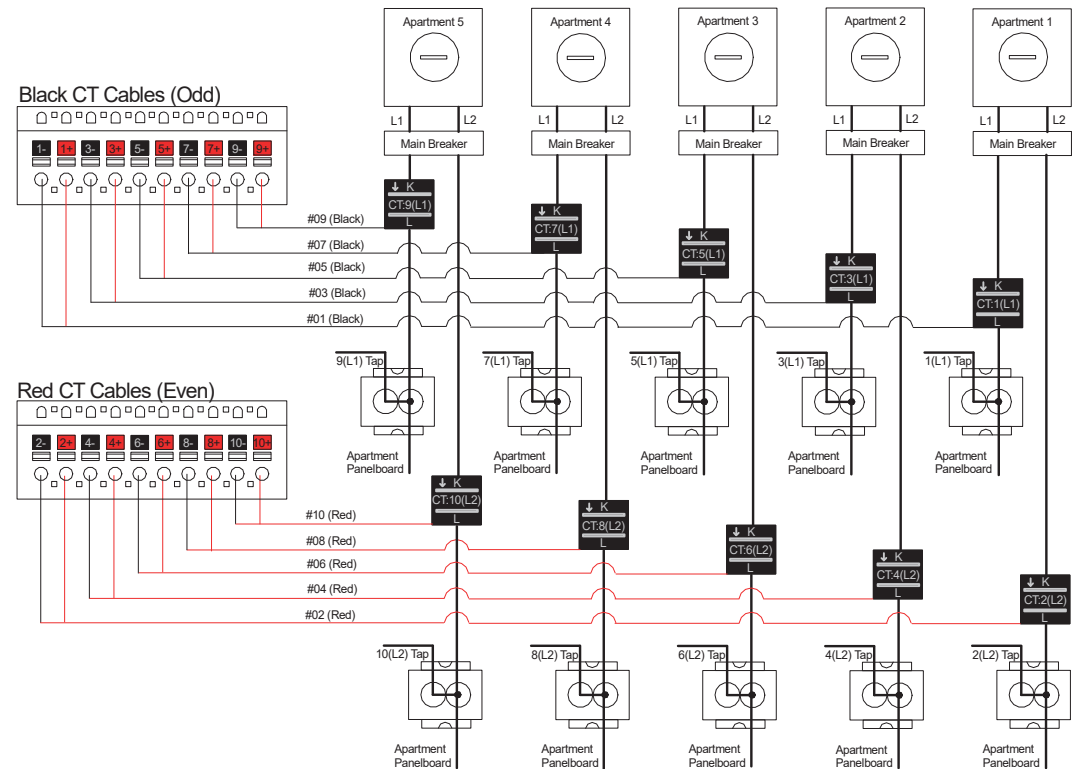 Apartment 5
Apartment 4
Apartment 3
Apartment 2
Apartment 1
L1 L2
L1 L2
L1 L2
L1 L2
L1 L2
Main Breaker
Main Breaker
Main Breaker
Main Breaker
Main Breaker
Black CT Cables (Odd)
1- 1+ 3- 3+ 5- 5+ 7- 7+ 9- 9+
#09 (Black)
#07 (Black)
#05 (Black)
#03 (Black)
#01 (Black)
K
CT:9(L1)
L
K
CT:7(L1)
L
K
CT:5(L1)
L
K
CT:3(L1)
L
K
CT:1(L1)
L
9(L1) Tap
7(L1) Tap
5(L1) Tap
3(L1) Tap
1(L1) Tap
Apartment
Panelboard
Apartment
Panelboard
Apartment
Panelboard
Apartment
Panelboard
Apartment
Panelboard
Red CT Cables (Even)
2- 2+ 4- 4+ 6- 6+ 8- 8+ 10- 10+
#10 (Red)
#08 (Red)
#06 (Red)
#04 (Red)
#02 (Red)
K
CT:10(L2)
L
K
CT:8(L2)
L
K
CT:6(L2)
L
K
CT:4(L2)
L
K
CT:2(L2)
L
10(L2) Tap
8(L2) Tap
6(L2) Tap
4(L2) Tap
2(L2) Tap
Apartment
Panelboard
Apartment
Panelboard
Apartment
Panelboard
Apartment
Panelboard
Apartment
Panelboard